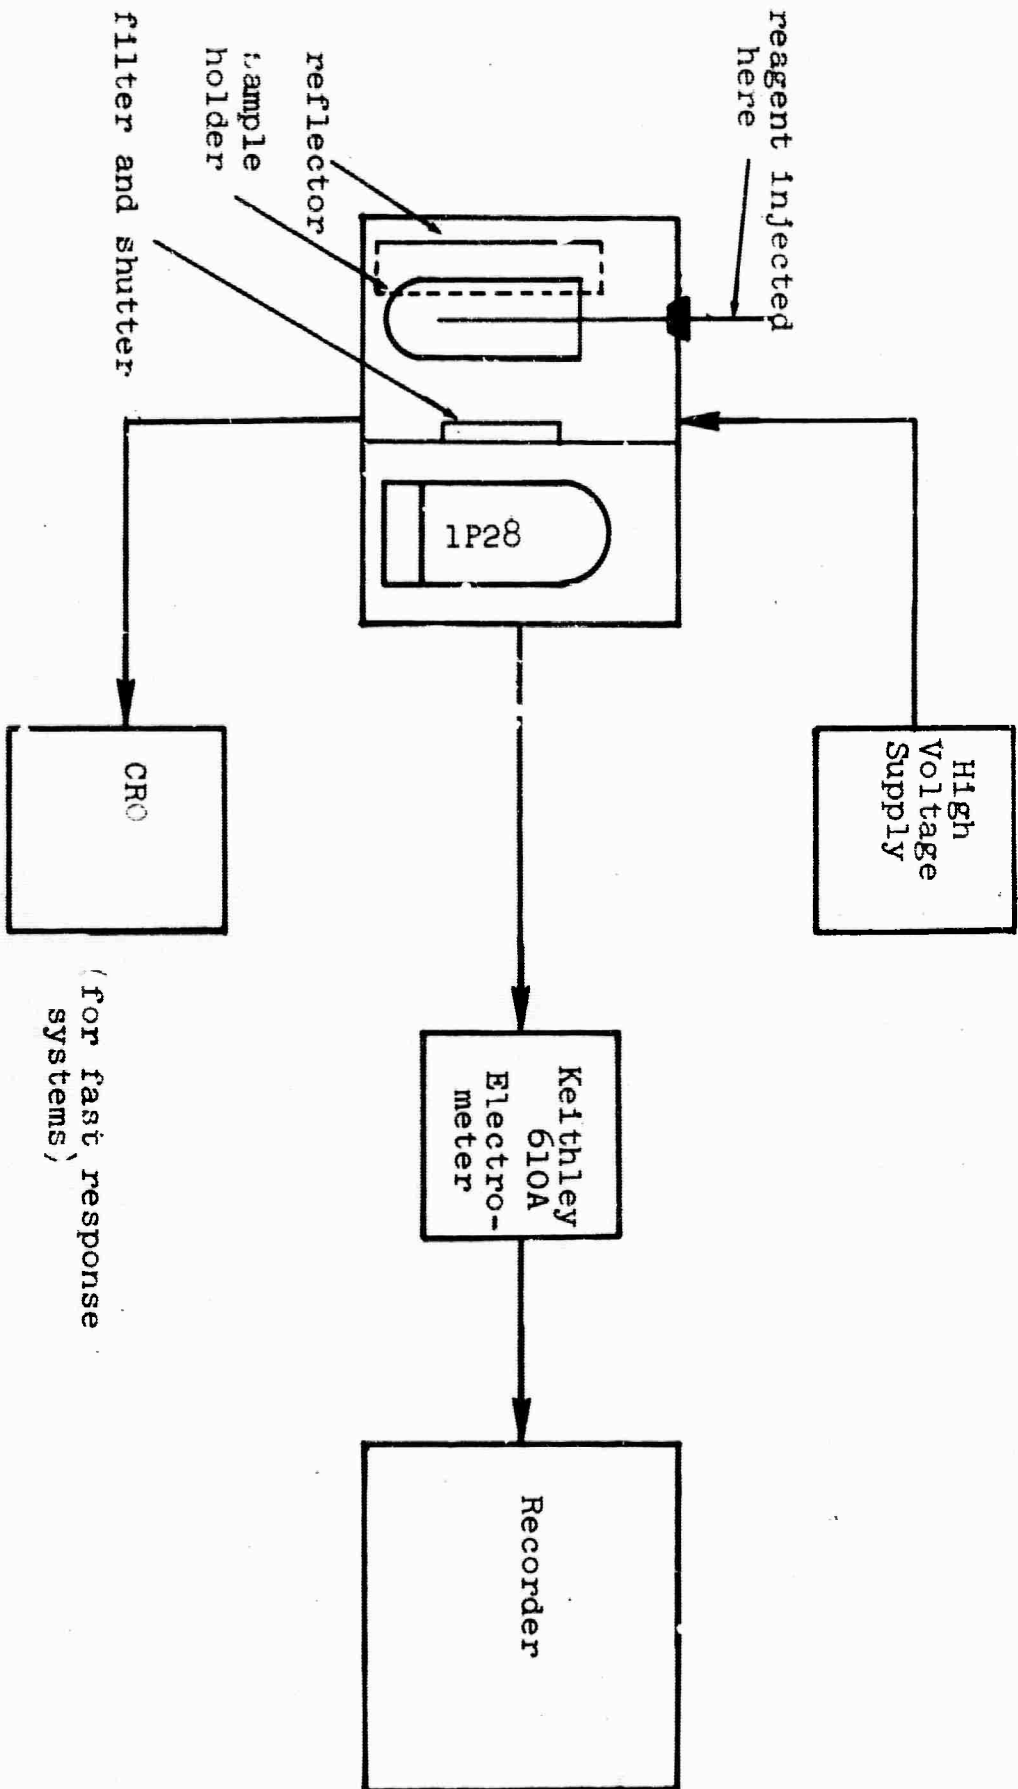 reagent injected
here
reflector
sample
holder
filter and shutter
1P28
High
Voltage
Supply
CRO
(for fast response
systems)
Keithley
610A
Electro-
meter
Recorder